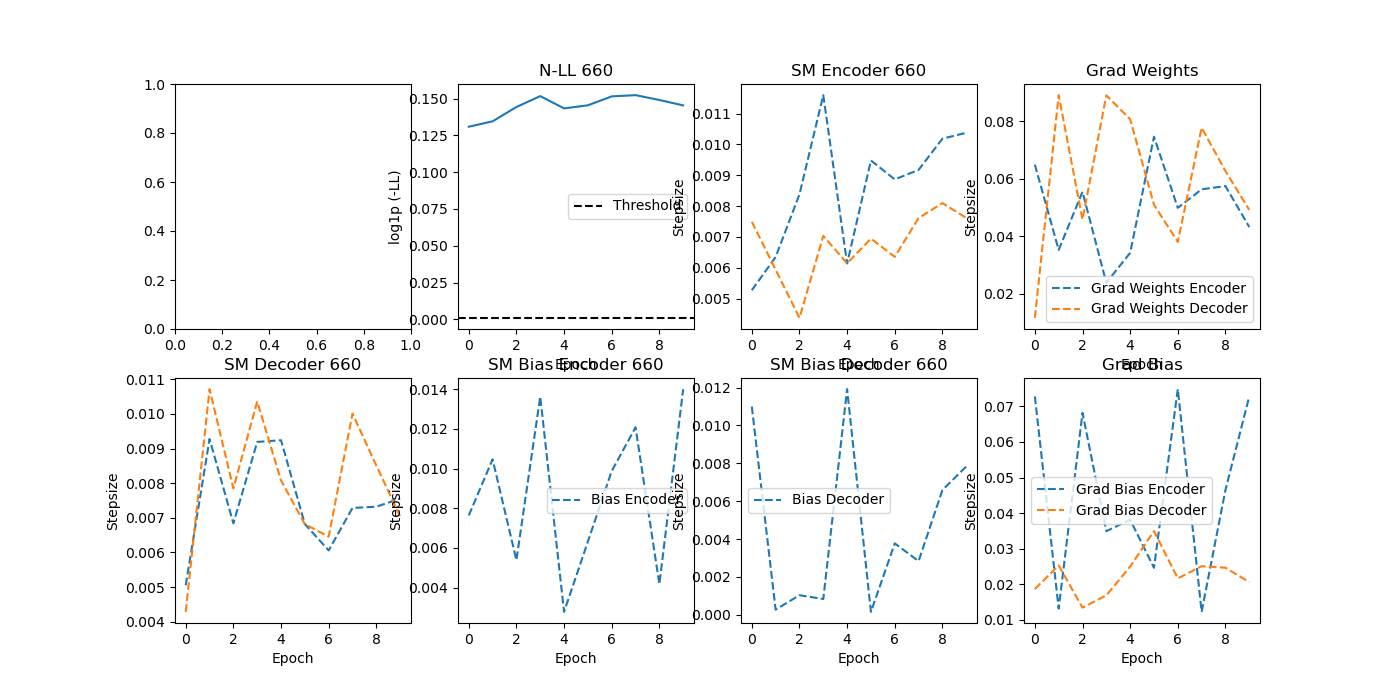 N-LL 660
SM Encoder 660
Grad Weights
1.0
0.8
0.6
0.4
0.2
0.0
0.0 0.2 0.4 0.6 0.8 1.0
log1p (-LL)
0.150
0.125
0.100
0.075
0.050
0.025
0.000
Threshold
0 2 4 6 8
Epoch
Stepsize
0.011
0.010
0.009
0.008
0.007
0.006
0.005
0 2 4 6 8
Epoch
Stepsize
0.08
0.06
0.04
0.02
Grad Weights Encoder
Grad Weights Decoder
0 2 4 6 8
Epoch
SM Decoder 660
SM Bias Encoder 660
SM Bias Decoder 660
Grad Bias
Stepsize
0.011
0.010
0.009
0.008
0.007
0.006
0.005
0.004
0 2 4 6 8
Epoch
Stepsize
0.014
0.012
0.010
0.008
0.006
0.004
Bias Encoder
0 2 4 6 8
Epoch
Stepsize
0.012
0.010
0.008
0.006
0.004
0.002
0.000
Bias Decoder
0 2 4 6 8
Epoch
Stepsize
0.07
0.06
0.05
0.04
0.03
0.02
0.01
Grad Bias Encoder
Grad Bias Decoder
0 2 4 6 8
Epoch